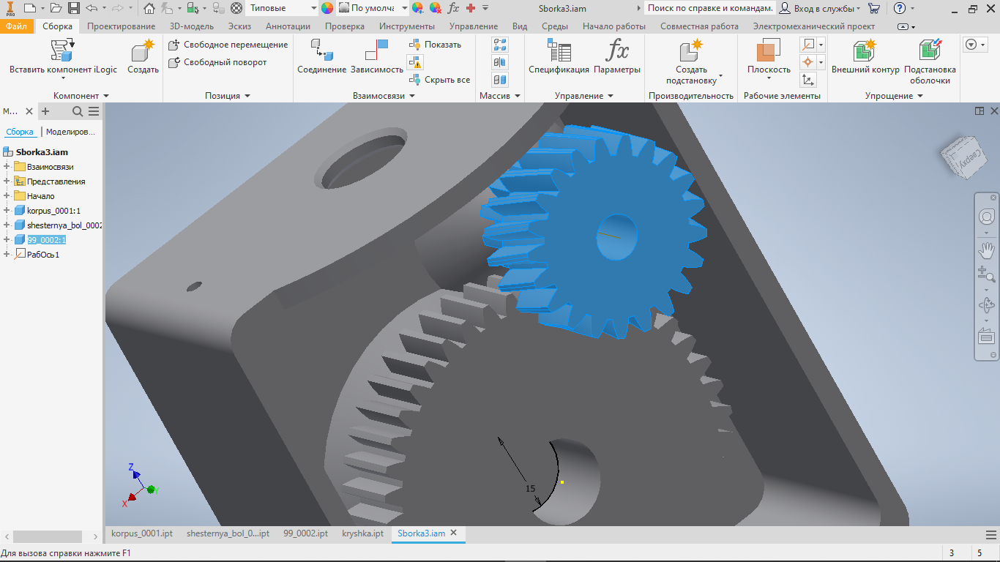 PRO
Типовые
По умолча
fx
Sborka3.iam
Поиск по справке и командам.
Вход в службы
Файл
Сборка
Проектирование
3D-модель
Эскиз
Аннотации
Проверка
Инструменты
Управление
Вид
Среды
Начало работы
Совместная работа
Электромеханический проект
Вставить компонент iLogic
Создать
Компонент
Свободное перемещение
Свободный поворот
Позиция
Соединение
Зависимость
Показать
Скрыть все
Взаимосвязи
Массив
Спецификация
fx
Параметры
Управление
Создать
подстановку
Производительность
Плоскость
Рабочие элементы
Внешний контур
Подстановка
оболочки
Упрощение
М...
Сборка
Моделиров...
Sborka3.iam
Взаимосвязи
Представления
Начало
korpus_0001:1
shesternya_bol_0002
99_0002:1
РабОсь1
Сверху
15
Z
Y
X
korpus_0001.ipt
shesternya_bol_0...ipt
99_0002.ipt
kryshka.ipt
Sborka3.iam
Для вызова справки нажмите F1
3
5